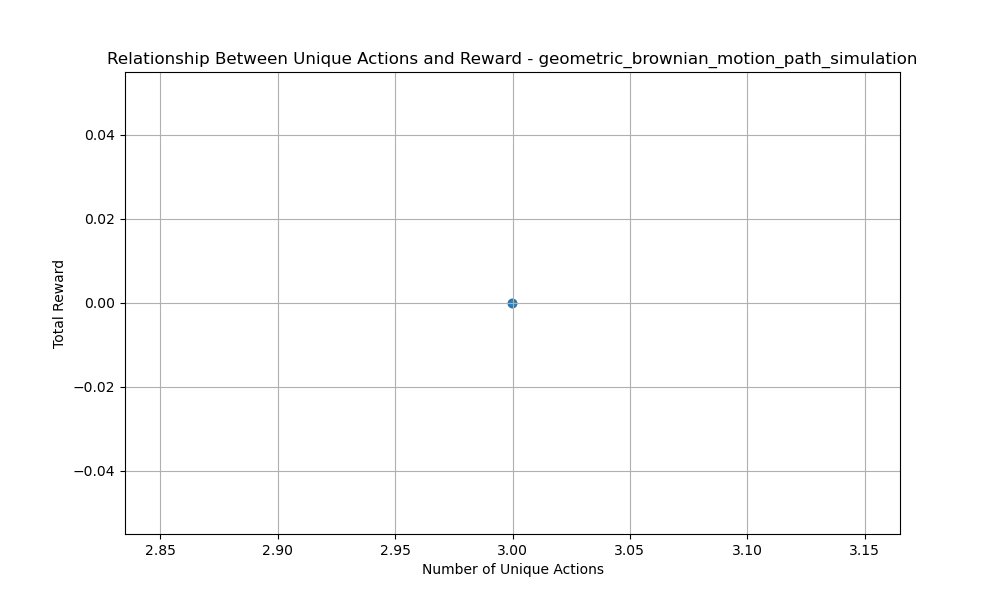 Relationship Between Unique Actions and Reward - geometric_brownian_motion_path_simulation
Total Reward
0.04
0.02
0.00
−0.02
−0.04
2.85 2.90 2.95 3.00 3.05 3.10 3.15
Number of Unique Actions